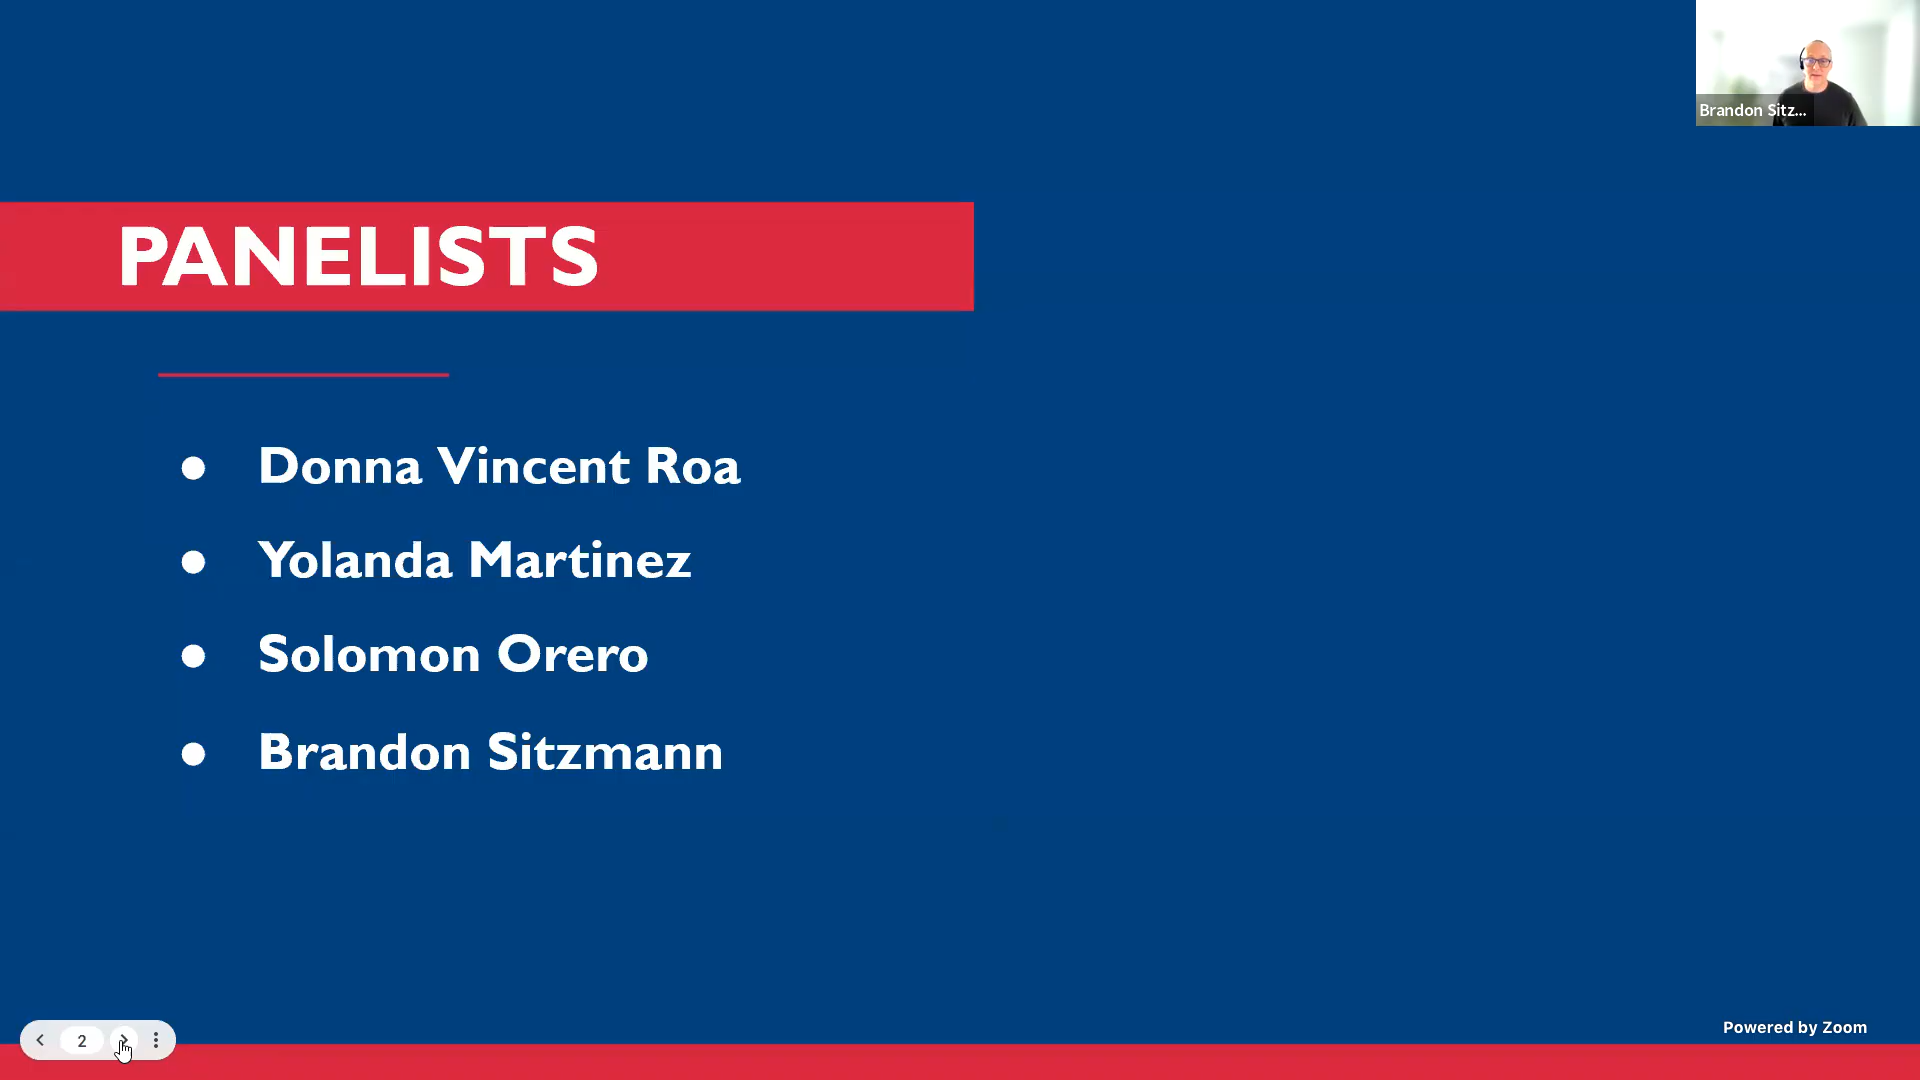 Brandon Sitz...
PANELISTS
● Donna Vincent Roa
● Yolanda Martinez
● Solomon Orero
● Brandon Sitzmann
2
Powered by Zoom